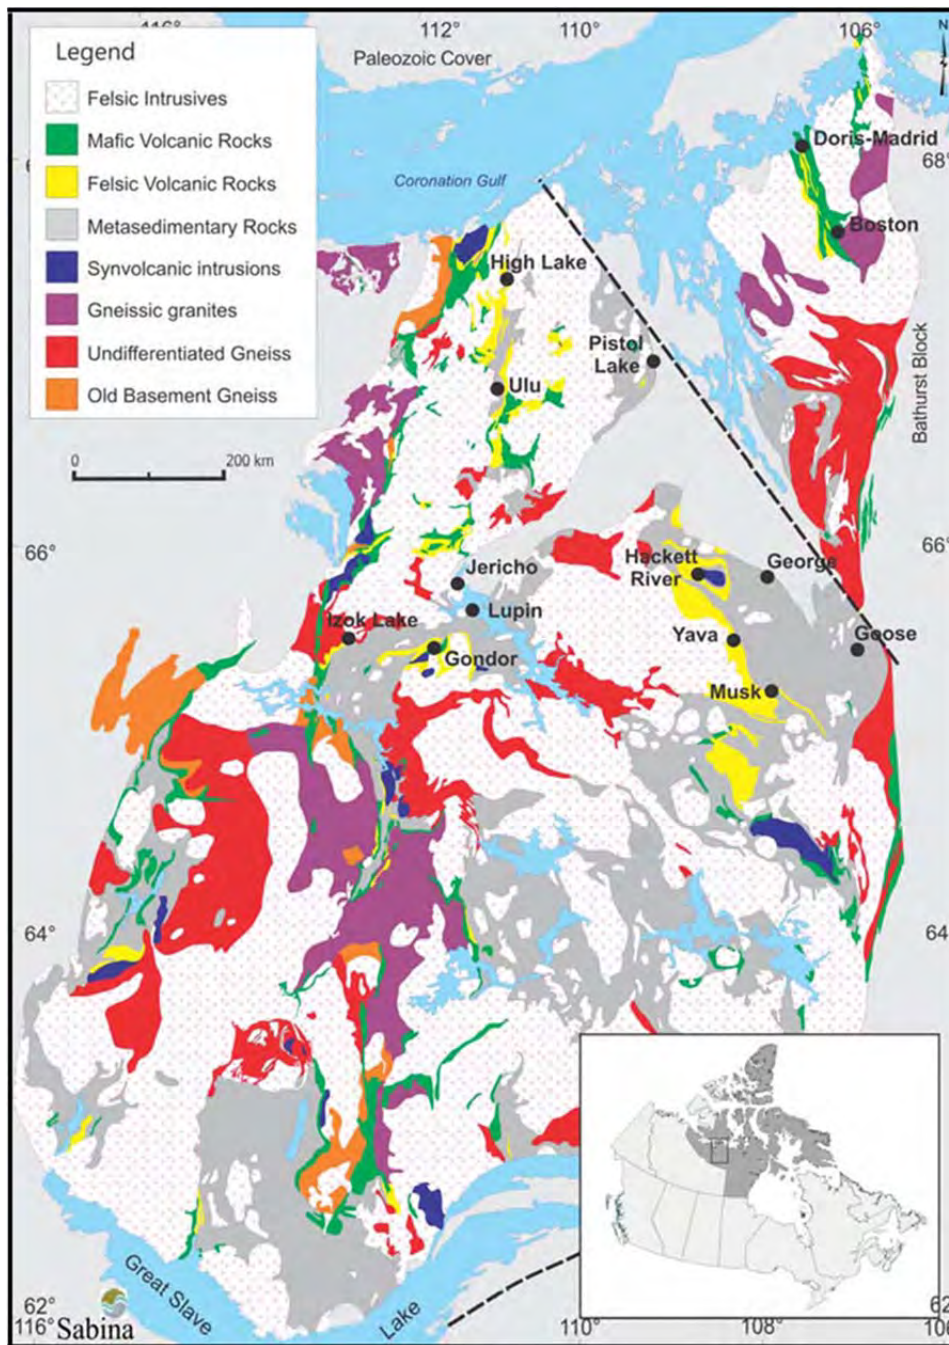 112° 110° 106°
N
Legend
Felsic Intrusives
Mafic Volcanic Rocks
Felsic Volcanic Rocks
Metasedimentary Rocks
Synvolcanic intrusions
Gneissic granites
Undifferentiated Gneiss
Old Basement Gneiss
Paleozoic Cover
Coronation Gulf
Doris-Madrid
68°
Boston
High Lake
Pistol
Lake
Ulu
Bathurst Block
0 200 km
66°
Hackett
River
George
Jericho
Lupin
Izok Lake
Gondor
Yava
Goose
Musk
64°
62°
116°
Sabina
Great Slave
Lake
110° 108°